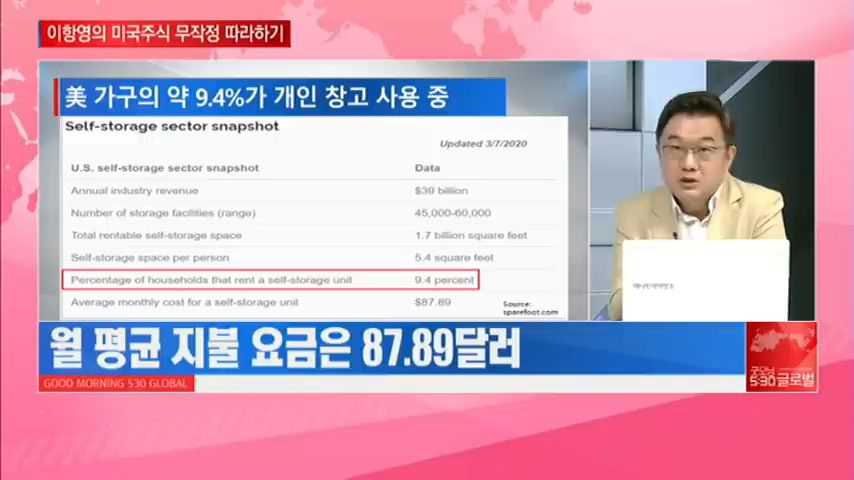 이항영의 미국주식 무작정 따라하기
美 가구의 약 9.4%가 개인 창고 사용 중
Self-storage sector snapshot
Updated 3/7/2020
U.S. self-storage sector snapshot Data
Annual industry revenue $39 billion
Number of storage facilities (range) 45,000-60,000
Total rentable self-storage space 1.7 billion square feet
Self-storage space per person 5.4 square feet
Percentage of households that rent a self-storage unit 9.4 percent
Average monthly cost for a self-storage unit $87.89
Source:
sparefoot.com
월 평균 지불 요금은 87.89달러
GOOD MORNING 530 GLOBAL
굿모닝
5:30 글로벌